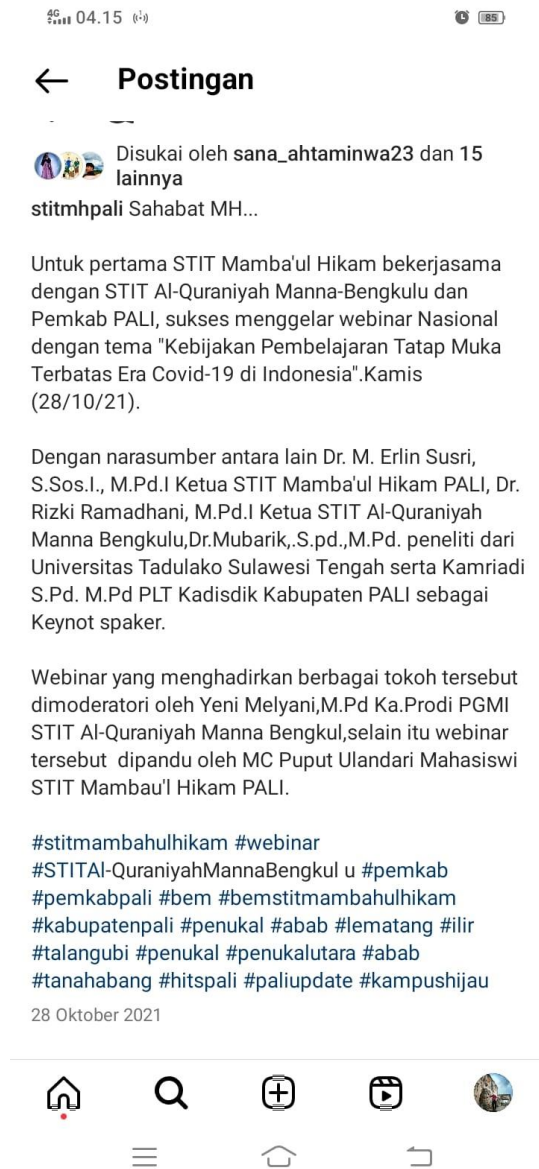 4G 04.15 85
Postingan
Disukai oleh sana_ahtaminwa23 dan 15
lainnya
stitmhpali Sahabat MH...
Untuk pertama STIT Mamba'ul Hikam bekerjasama
dengan STIT Al-Quraniyah Manna-Bengkulu dan
Pemkab PALI, sukses menggelar webinar Nasional
dengan tema "Kebijakan Pembelajaran Tatap Muka
Terbatas Era Covid-19 di Indonesia".Kamis
(28/10/21).
Dengan narasumber antara lain Dr. M. Erlin Susri,
S.Sos.I., M.Pd.I Ketua STIT Mamba'ul Hikam PALI, Dr.
Rizki Ramadhani, M.Pd.I Ketua STIT Al-Quraniyah
Manna Bengkulu,Dr.Mubarik,.S.pd.,M.Pd. peneliti dari
Universitas Tadulako Sulawesi Tengah serta Kamriadi
S.Pd. M.Pd PLT Kadisdik Kabupaten PALI sebagai
Keynot spaker.
Webinar yang menghadirkan berbagai tokoh tersebut
dimoderatori oleh Yeni Melyani,M.Pd Ka.Prodi PGMI
STIT Al-Quraniyah Manna Bengkul,selain itu webinar
tersebut  dipandu oleh MC Puput Ulandari Mahasiswi
STIT Mambau'l Hikam PALI.
#stitmambahulhikam #webinar
#STITAl-QuraniyahMannaBengkul u #pemkab
#pemkabpali #bem #bemstitmambahulhikam
#kabupatenpali #penukal #abab #lematang #ilir
#talangubi #penukal #penukalutara #abab
#tanahabang #hitspali #paliupdate #kampushijau
28 Oktober 2021